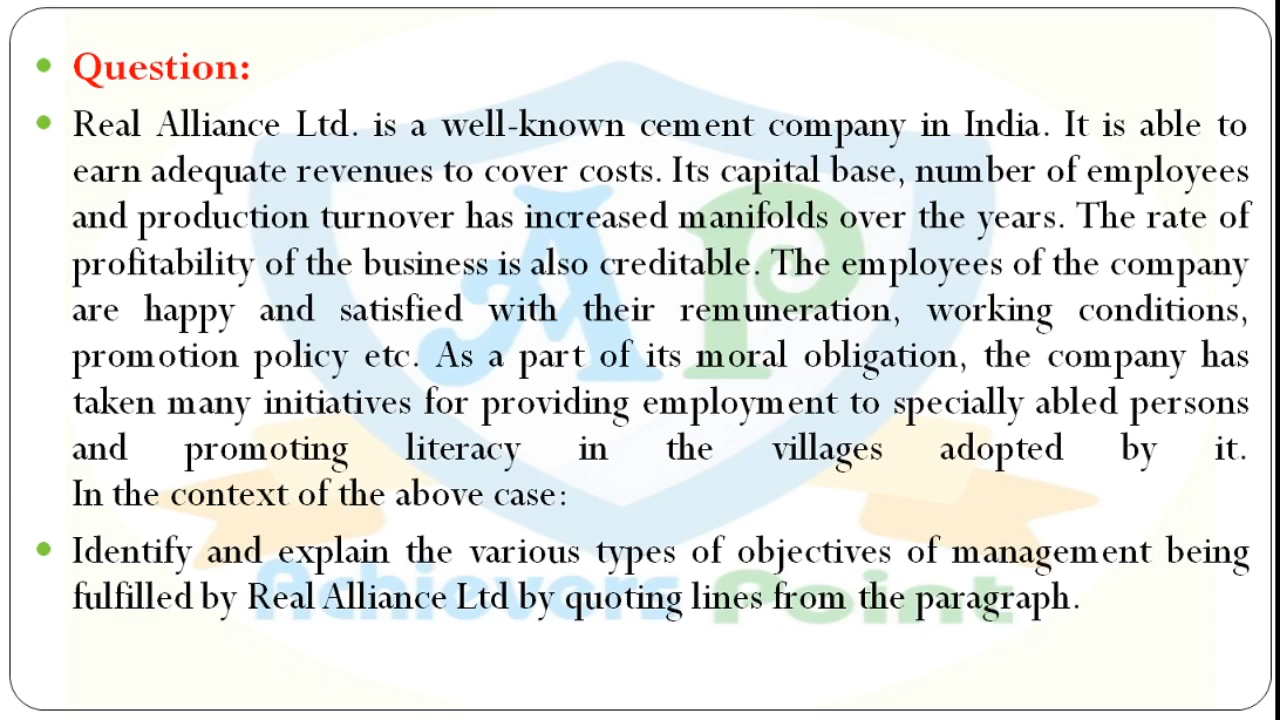 Question:
Real Alliance Ltd. is a well-known cement company in India. It is able to
earn adequate revenues to cover costs. Its capital base, number of employees
and production turnover has increased manifolds over the years. The rate of
profitability of the business is also creditable. The employees of the company
are happy and satisfied with their remuneration, working conditions,
promotion policy etc. As a part of its moral obligation, the company has
taken many initiatives for providing employment to specially abled persons
and promoting literacy in the villages adopted by it.
In the context of the above case:
Identify and explain the various types of objectives of management being
fulfilled by Real Alliance Ltd by quoting lines from the paragraph.
AP
Achievers Point